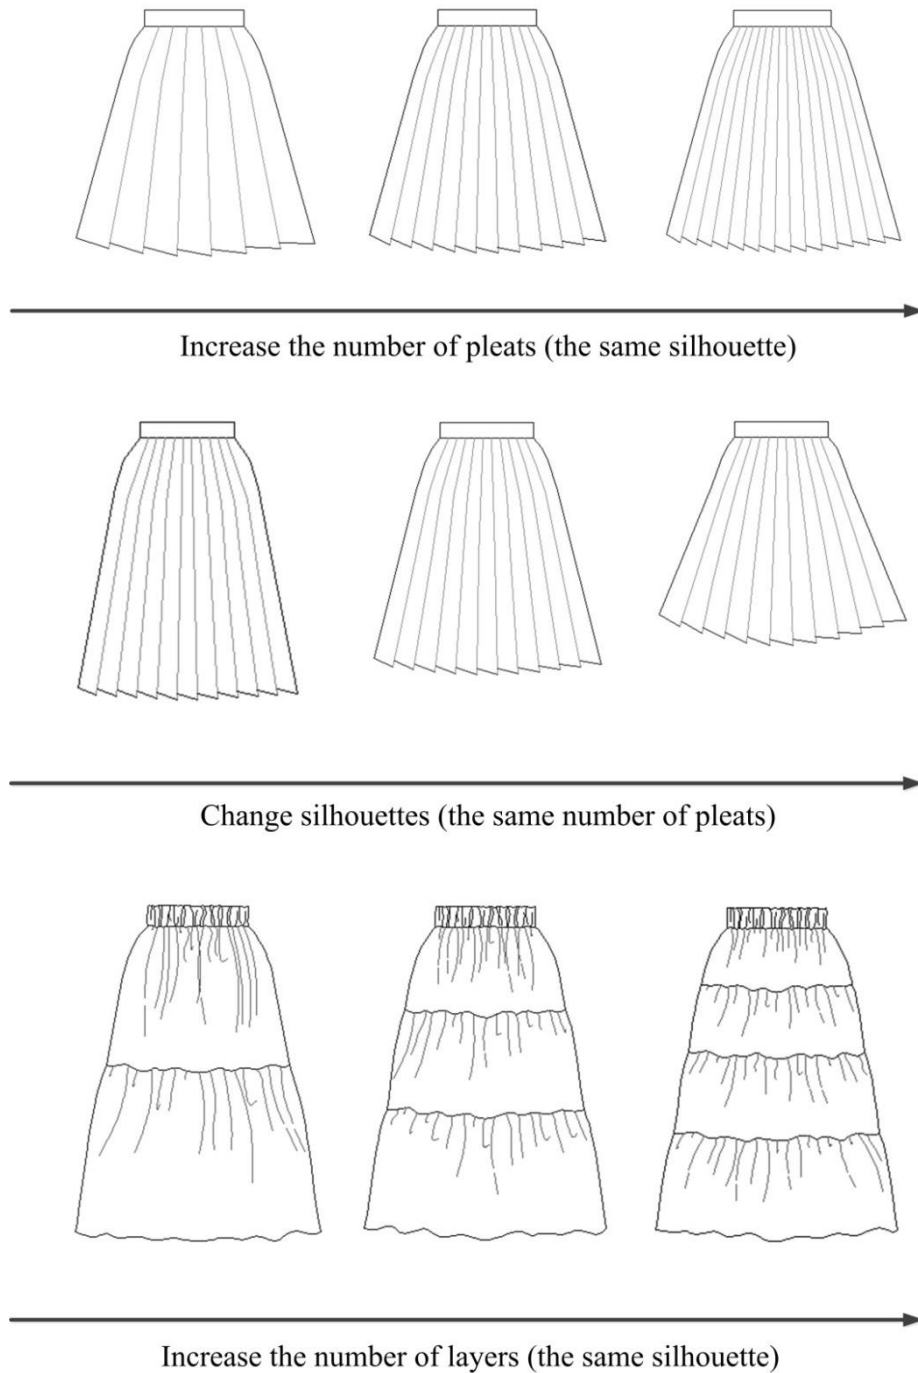 Increase the number of pleats (the same silhouette)
Change silhouettes (the same number of pleats)
Increase the number of layers (the same silhouette)